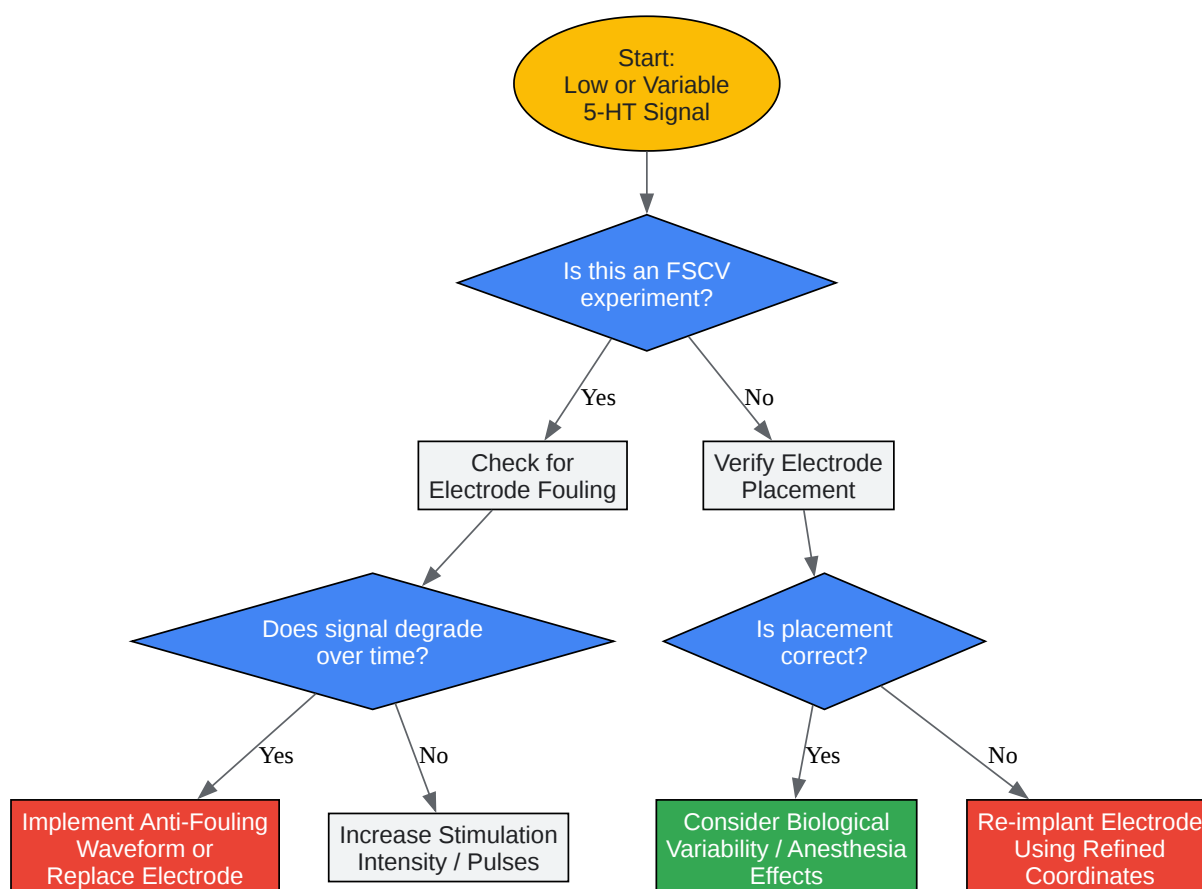 Start:
Low or Variable
5-HT Signal
Is this an FSCV
experiment?
Yes
No
Check for
Electrode Fouling
Verify Electrode
Placement
Does signal degrade
over time?
Is placement
correct?
Yes
No
Yes
No
Implement Anti-Fouling
Waveform or
Replace Electrode
Increase Stimulation
Intensity / Pulses
Consider Biological
Variability / Anesthesia
Effects
Re-implant Electrode
Using Refined
Coordinates